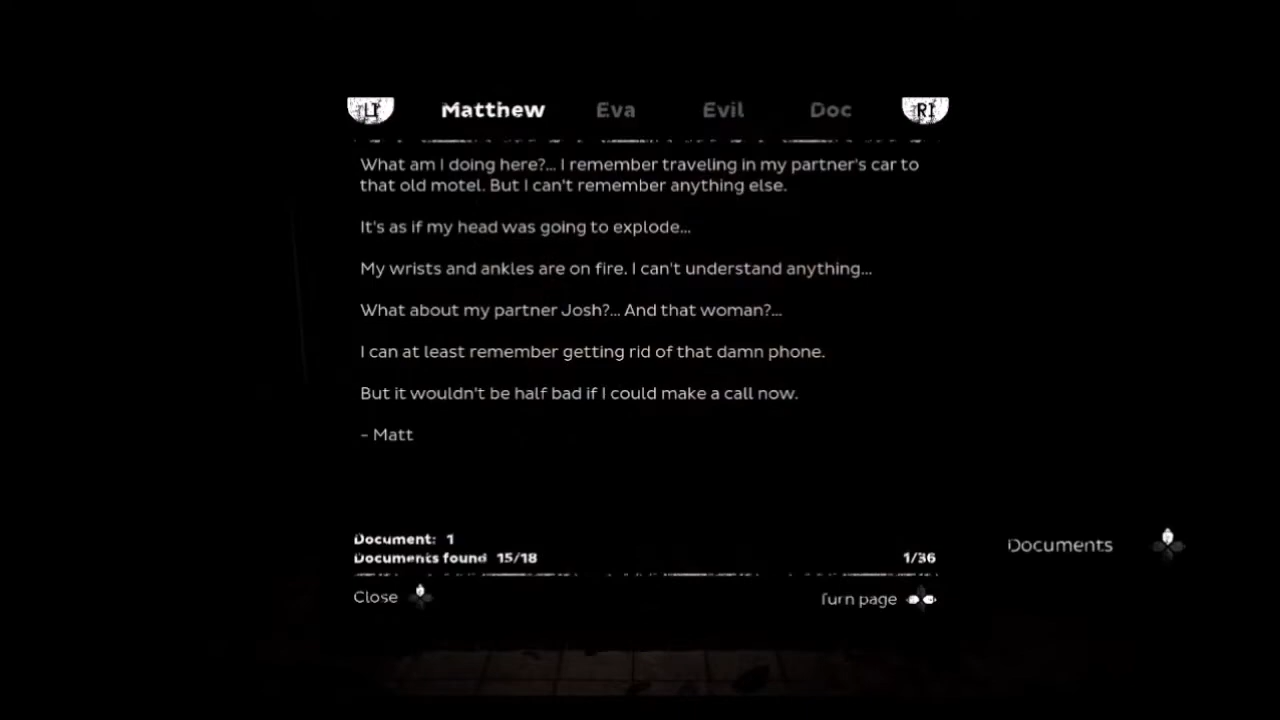 L1 Matthew Eva Evil Doc R1
What am I doing here?... I remember traveling in my partner's car to
that old motel. But I can't remember anything else.
It's as if my head was going to explode...
My wrists and ankles are on fire. I can't understand anything...
What about my partner Josh?... And that woman?...
I can at least remember getting rid of that damn phone.
But it wouldn't be half bad if I could make a call now.
- Matt
Document: 1
Documents found 15/18 1/36
Documents
Close Turn page